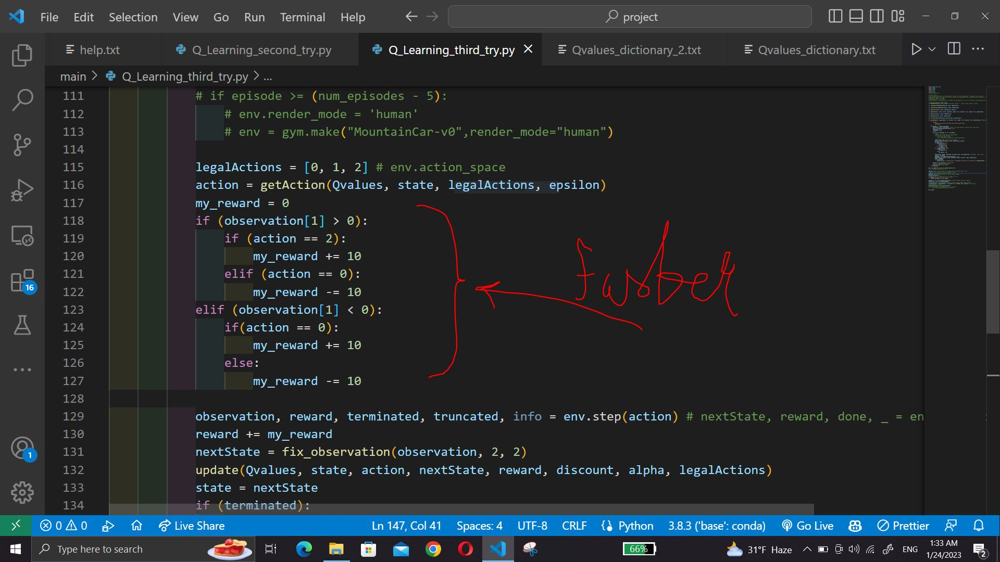 File Edit Selection View Go Run Terminal Help project
help.txt Q_Learning_second_try.py Q_Learning_third_try.py Qvalues_dictionary_2.txt Qvalues_dictionary.txt
main > Q_Learning_third_try.py > ...
111 # if episode >= (num_episodes - 5):
112 # env.render_mode = 'human'
113 # env = gym.make("MountainCar-v0",render_mode="human")
114
115 legalActions = [0, 1, 2] # env.action_space
116 action = getAction(Qvalues, state, legalActions, epsilon)
117 my_reward = 0
118 if (observation[1] > 0):
119 if (action == 2):
120 my_reward += 10
121 elif (action == 0):
122 my_reward -= 10
123 elif (observation[1] < 0):
124 if(action == 0):
125 my_reward += 10
126 else:
127 my_reward -= 10
128
129 observation, reward, terminated, truncated, info = env.step(action) # nextState, reward, done, _ = en
130 reward += my_reward
131 nextState = fix_observation(observation, 2, 2)
132 update(Qvalues, state, action, nextState, reward, discount, alpha, legalActions)
133 state = nextState
134 if (terminated):
16
1
0 0 Live Share Ln 147, Col 41 Spaces: 4 UTF-8 CRLF Python 3.8.3 ('base': conda) Go Live Prettier
Type here to search 66% 31°F Haze ENG 1:33 AM
1/24/2023 2